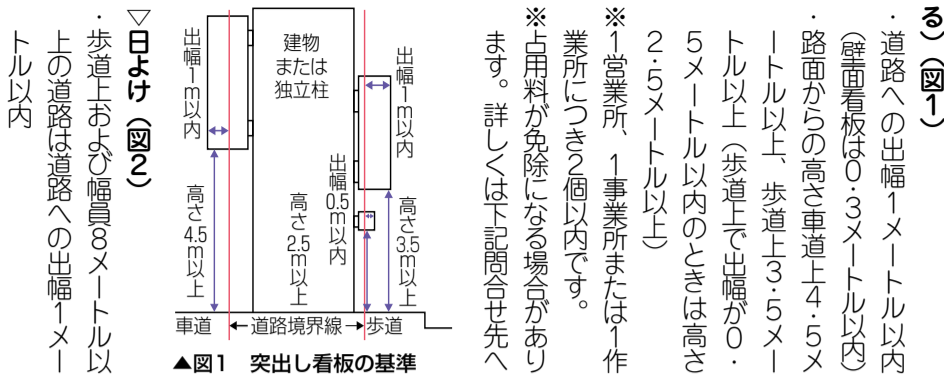 る）（図1）
・道路への出幅1メートル以内
（壁面看板は0・3メートル以内）
・路面からの高さ車道上4・5メ
ートル以上、歩道上3・5メー
トル以上（歩道上で出幅が0・
5メートル以内のときは高さ
2・5メートル以上）
※1営業所、1事業所または1作
業所につき2個以内です。
※占用料が免除になる場合があり
ます。詳しくは下記問合せ先へ
出幅1m以内
建物
または
独立柱
出幅1m以内
出幅0.5m以内
高さ4.5m以上
高さ2.5m以上
高さ3.5m以上
車道
道路境界線
歩道
▲図1 突出し看板の基準
▽日よけ（図2）
・歩道上および幅員8メートル以
上の道路は道路への出幅1メー
トル以内